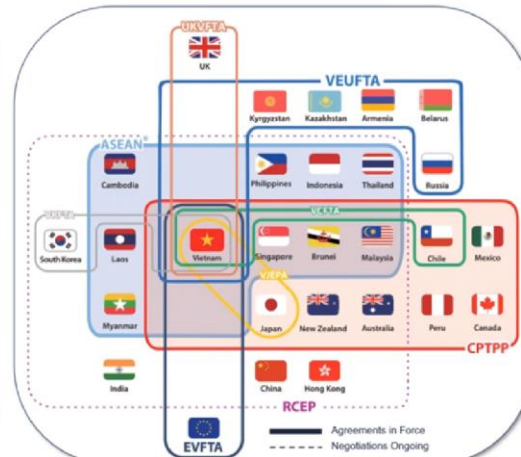 UKVFTA
UK
VEUFTA
Kyrgyzstan
Kazakhstan
Armenia
Belarus
ASEAN
Cambodia
Philippines
Indonesia
Thailand
Russia
VKFTA
VCFTA
South Korea
Laos
Vietnam
Singapore
Brunei
Malaysia
Chile
Mexico
VJEPA
Myanmar
Japan
New Zealand
Australia
Peru
Canada
CPTPP
India
China
Hong Kong
RCEP
EVFTA
Agreements in Force
Negotiations Ongoing